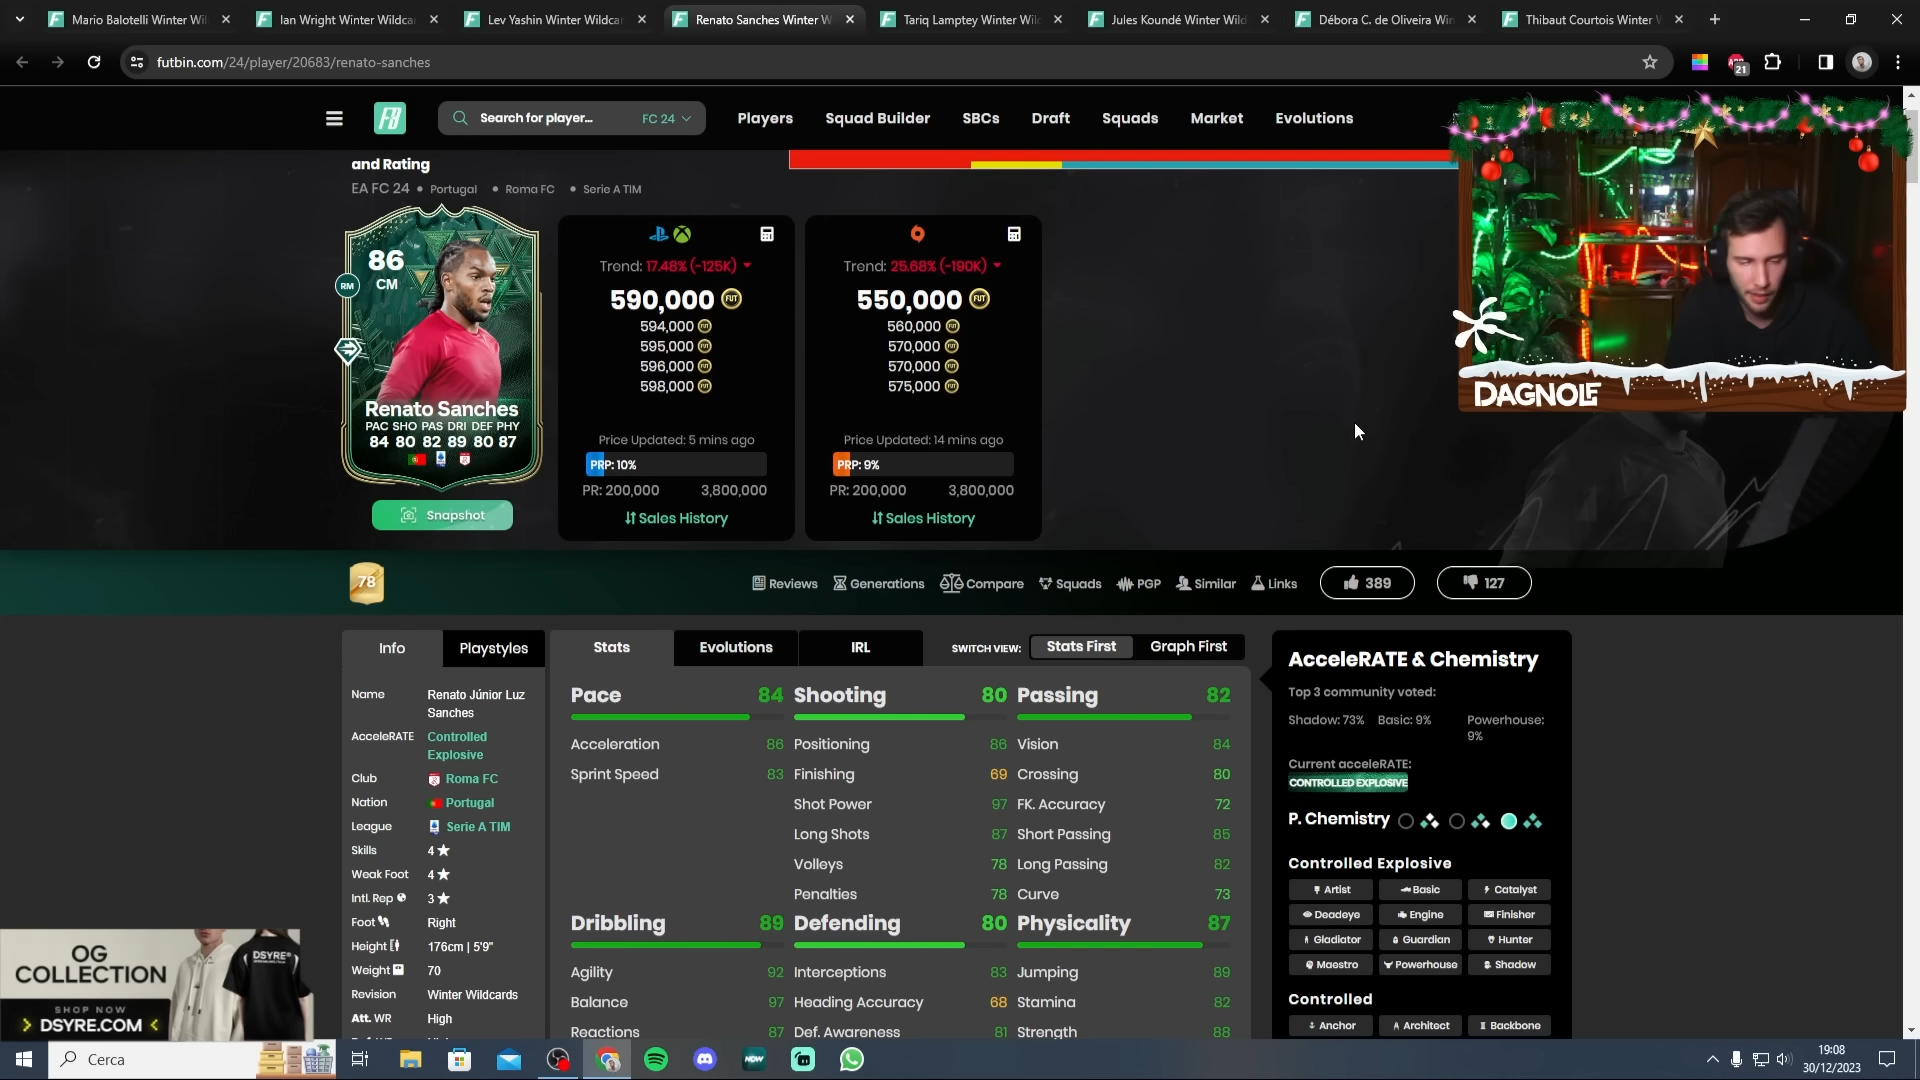 Mario Balotelli Winter Wil
Ian Wright Winter Wildcar
Lev Yashin Winter Wildcar
Renato Sanches Winter W
Tariq Lamptey Winter Wild
Jules Koundé Winter Wild
Débora C. de Oliveira Win
Thibaut Courtois Winter
futbin.com/24/player/20683/renato-sanches
21
FB
Search for player...
FC 24
Players
Squad Builder
SBCs
Draft
Squads
Market
Evolutions
and Rating
EA FC 24 • Portugal • Roma FC • Serie A TIM
86
CM
RM
Renato Sanches
PAC SHO PAS DRI DEF PHY
84 80 82 89 80 87
Snapshot
Trend: 17.48% (-125K)
590,000
594,000
595,000
596,000
598,000
Price Updated: 5 mins ago
PRP: 10%
PR: 200,000 3,800,000
Sales History
Trend: 25.68% (-190K)
550,000
560,000
570,000
570,000
575,000
Price Updated: 14 mins ago
PRP: 9%
PR: 200,000 3,800,000
Sales History
DAGNOLF
78
Reviews
Generations
Compare
Squads
PGP
Similar
Links
389
127
Info
Playstyles
Name Renato Júnior Luz
Sanches
AcceleRATE Controlled
Explosive
Club Roma FC
Nation Portugal
League Serie A TIM
Skills 4
Weak Foot 4
Intl. Rep 3
Foot Right
Height 176cm | 5'9"
Weight 70
Revision Winter Wildcards
Att. WR High
Stats
Evolutions
IRL
SWITCH VIEW:
Stats First
Graph First
Pace 84
Acceleration 86
Sprint Speed 83
Shooting 80
Positioning 86
Finishing 69
Shot Power 97
Long Shots 87
Volleys 78
Penalties 78
Passing 82
Vision 84
Crossing 80
FK. Accuracy 72
Short Passing 85
Long Passing 82
Curve 73
Dribbling 89
Agility 92
Balance 97
Reactions 87
Defending 80
Interceptions 83
Heading Accuracy 68
Def. Awareness 81
Physicality 87
Jumping 89
Stamina 82
Strength 88
AcceleRATE & Chemistry
Top 3 community voted:
Shadow: 73% Basic: 9% Powerhouse:
9%
Current acceleRATE:
CONTROLLED EXPLOSIVE
P. Chemistry
Controlled Explosive
Artist Basic Catalyst
Deadeye Engine Finisher
Gladiator Guardian Hunter
Maestro Powerhouse Shadow
Controlled
Anchor Architect Backbone
OG
COLLECTION
SHOP NOW
> DSYRE.COM <
DSYRE
Cerca
NOW
19:08
30/12/2023